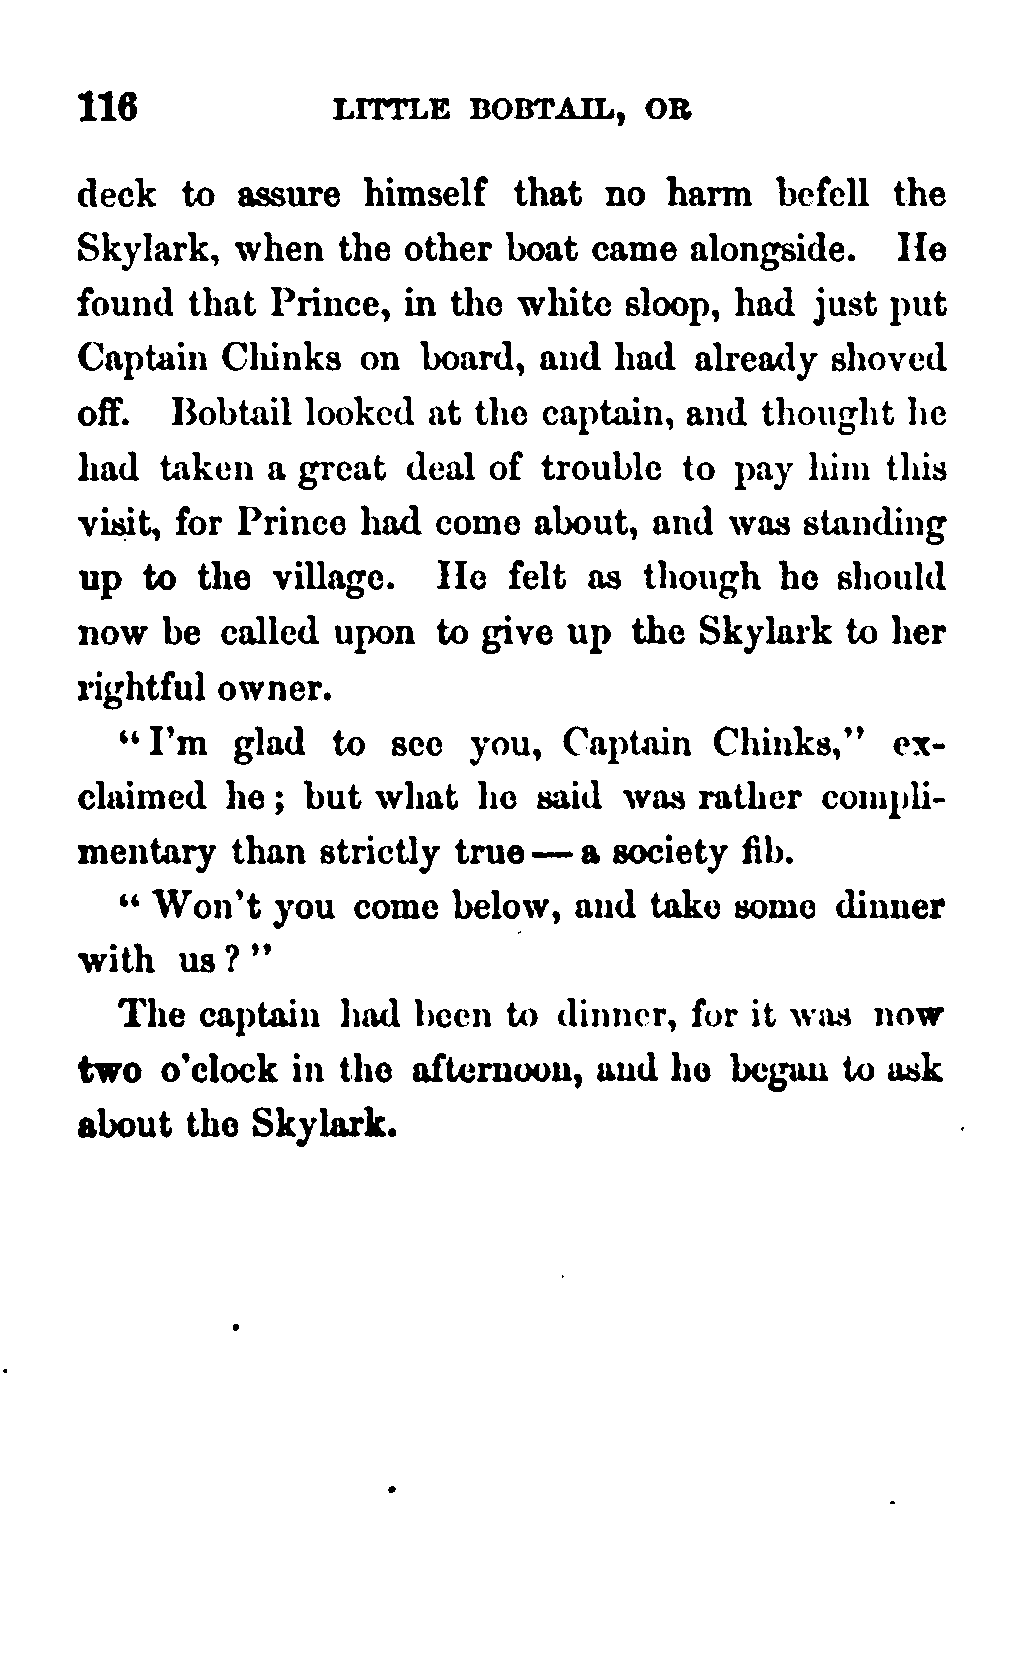 116 LITTLE BOBTAIL, OR
deck to assure himself that no harm befell the
Skylark, when the other boat came alongside. He
found that Prince, in the white sloop, had just put
Captain Chinks on board, and had already shoved
off. Bobtail looked at the captain, and thought he
had taken a great deal of trouble to pay him this
visit, for Prince had come about, and was standing
up to the village. He felt as though he should
now be called upon to give up the Skylark to her
rightful owner.
“I'm glad to see you, Captain Chinks,” ex-
claimed he; but what he said was rather compli-
mentary than strictly true — a society fib.
“Won't you come below, and take some dinner
with us?”
The captain had been to dinner, for it was now
two o'clock in the afternoon, and he began to ask
about the Skylark.